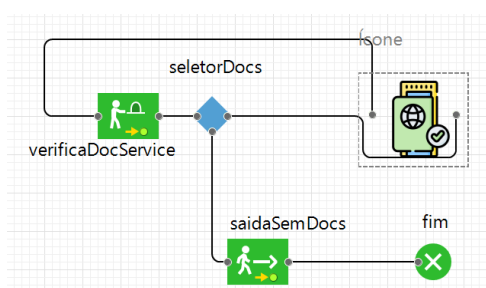 Ícone
seletorDocs
verificaDocService
saidaSemDocs
fim